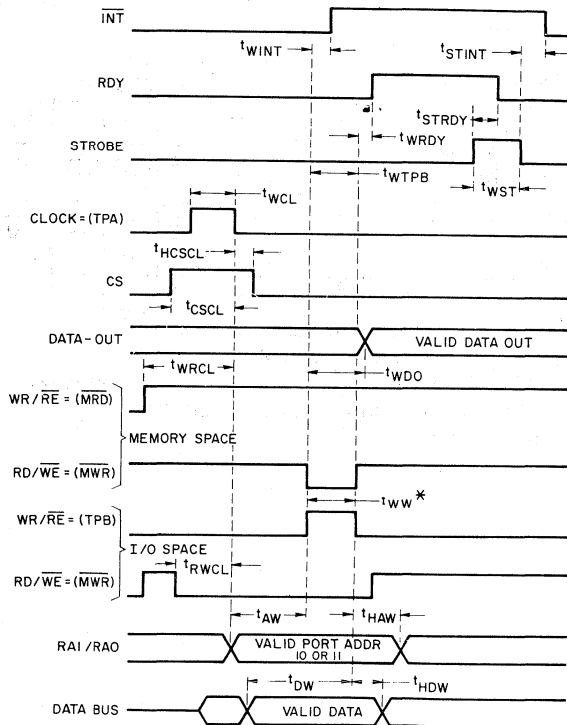 INT
tWINT
tSTINT
RDY
tSTRDY
tWRDY
STROBE
tWTPB
tWST
tWCL
CLOCK=(TPA)
tHCSCL
CS
tCSCL
DATA-OUT
VALID DATA OUT
tWRCL
tWDO
WR/RE=(MRD)
MEMORY SPACE
RD/WE=(MWR)
tWW*
WR/RE=(TPB)
I/O SPACE
tRWCL
RD/WE=(MWR)
tAW
tHAW
RA1/RA0
VALID PORT ADDR
10 OR 11
tDW
tHDW
DATA BUS
VALID DATA